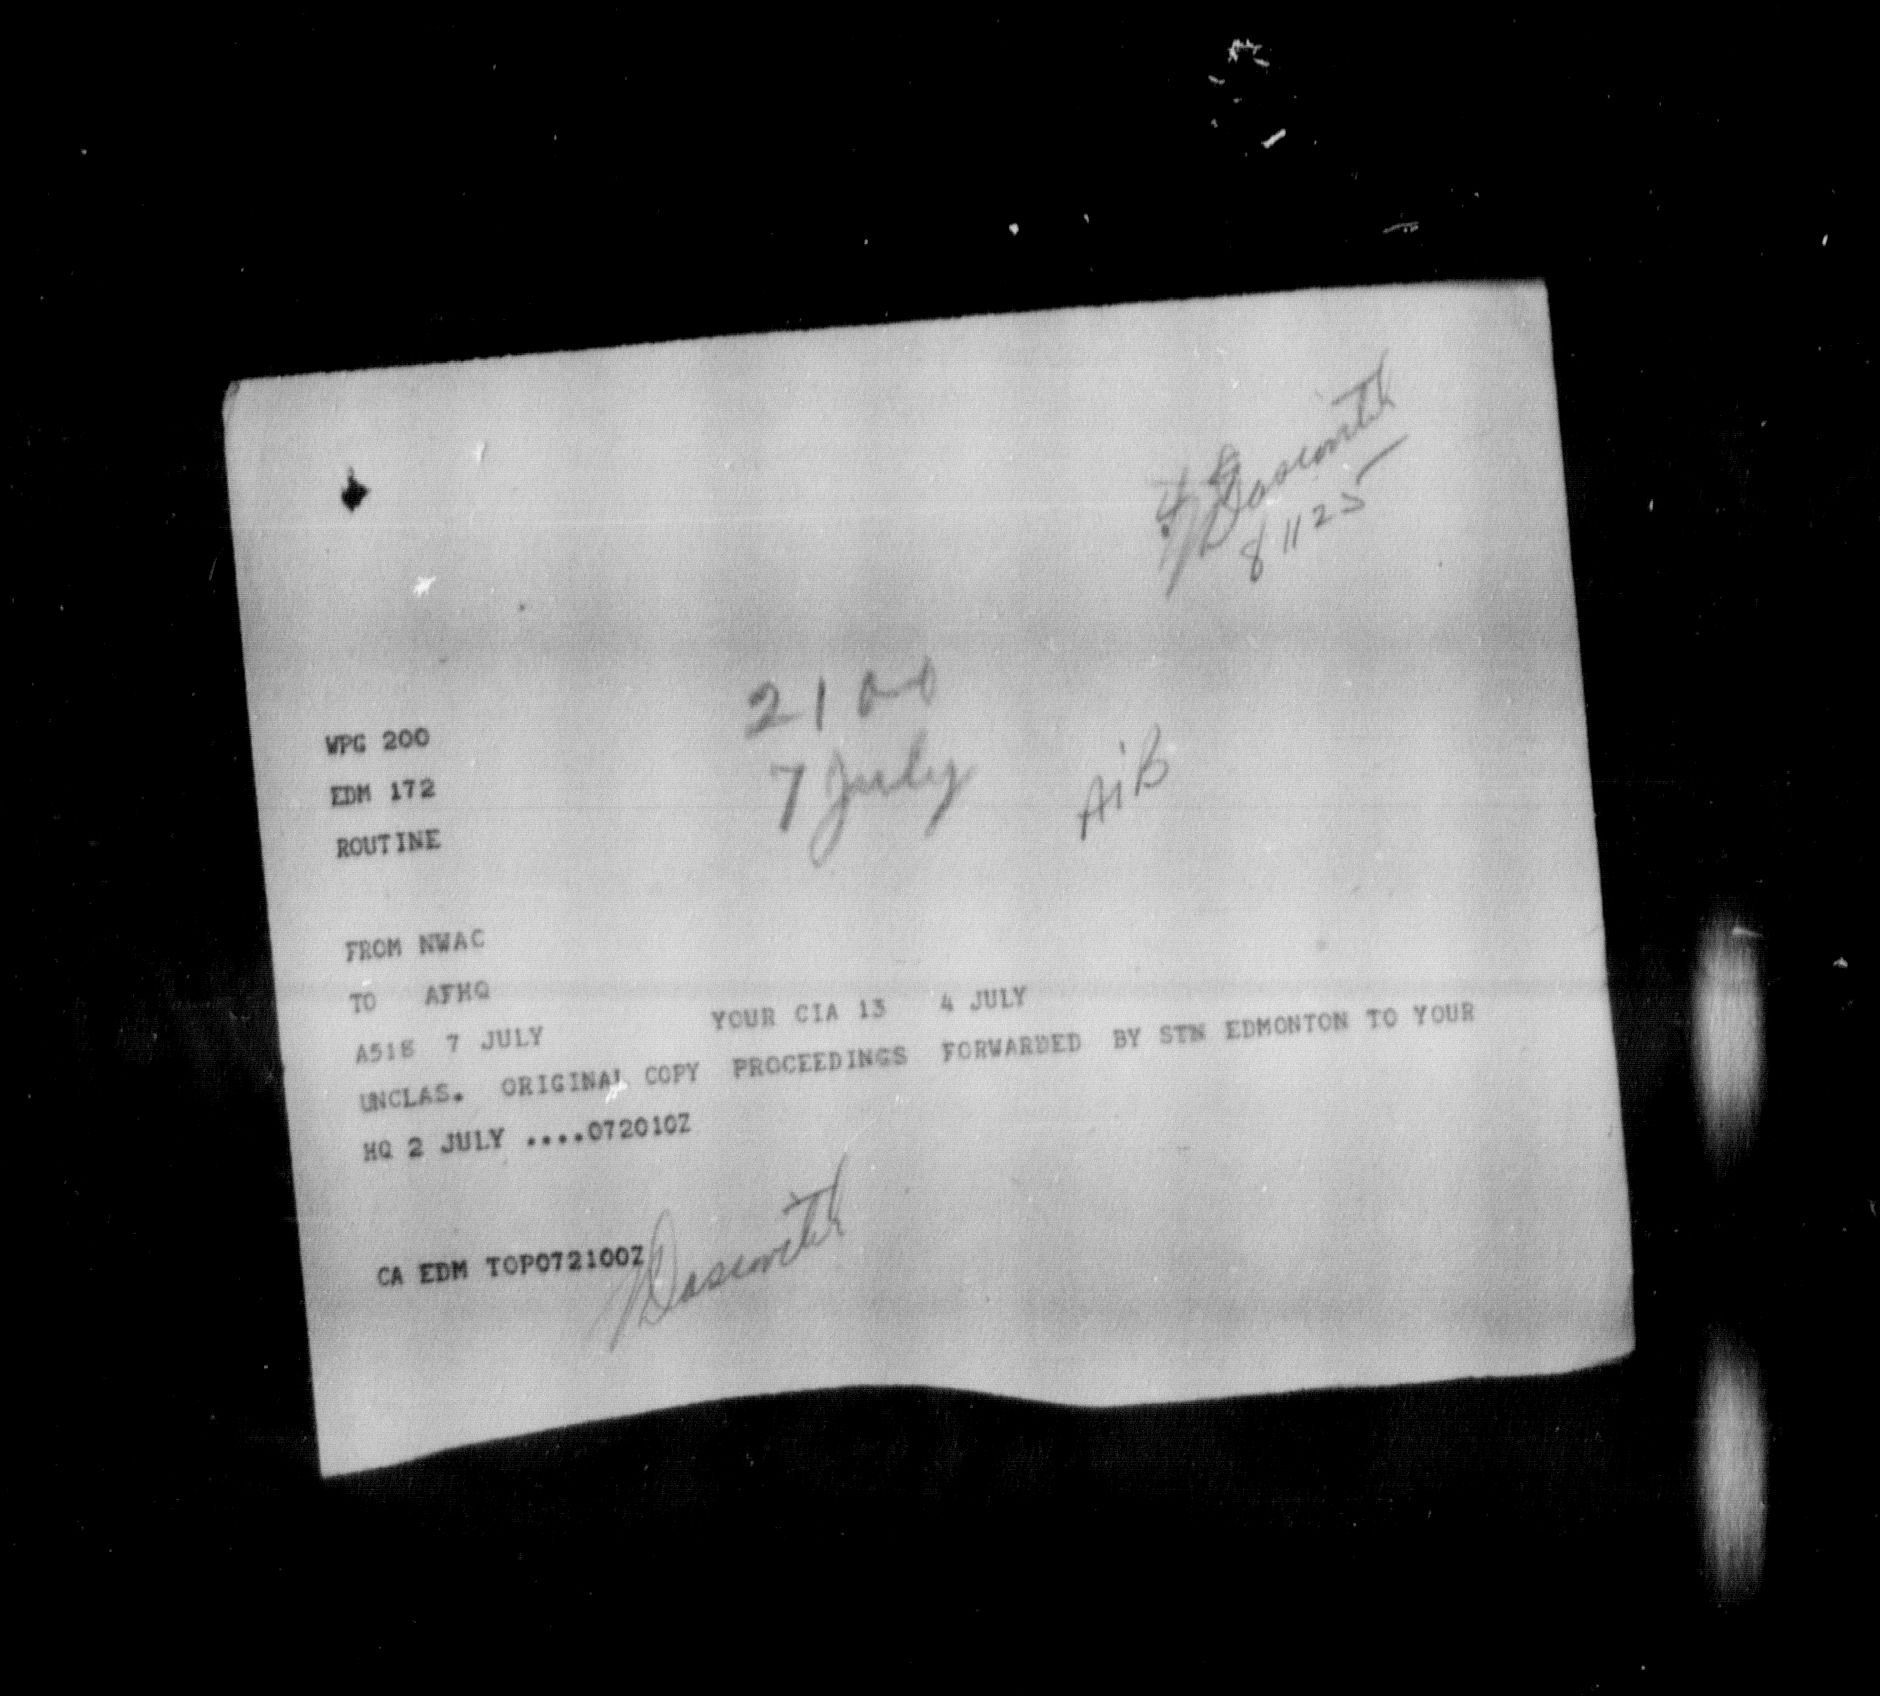 8 1125
2100
7 July
AiB
WPG 200
EDM 172
ROUTINE
FROM NWAC
TO AFHQ
A518 7 JULY YOUR CIA 13 4 JULY
UNCLAS. ORIGINAL COPY PROCEEDINGS FORWARDED BY STN EDMONTON TO YOUR
HQ 2 JULY ....072010Z
CA EDM TOP072100Z